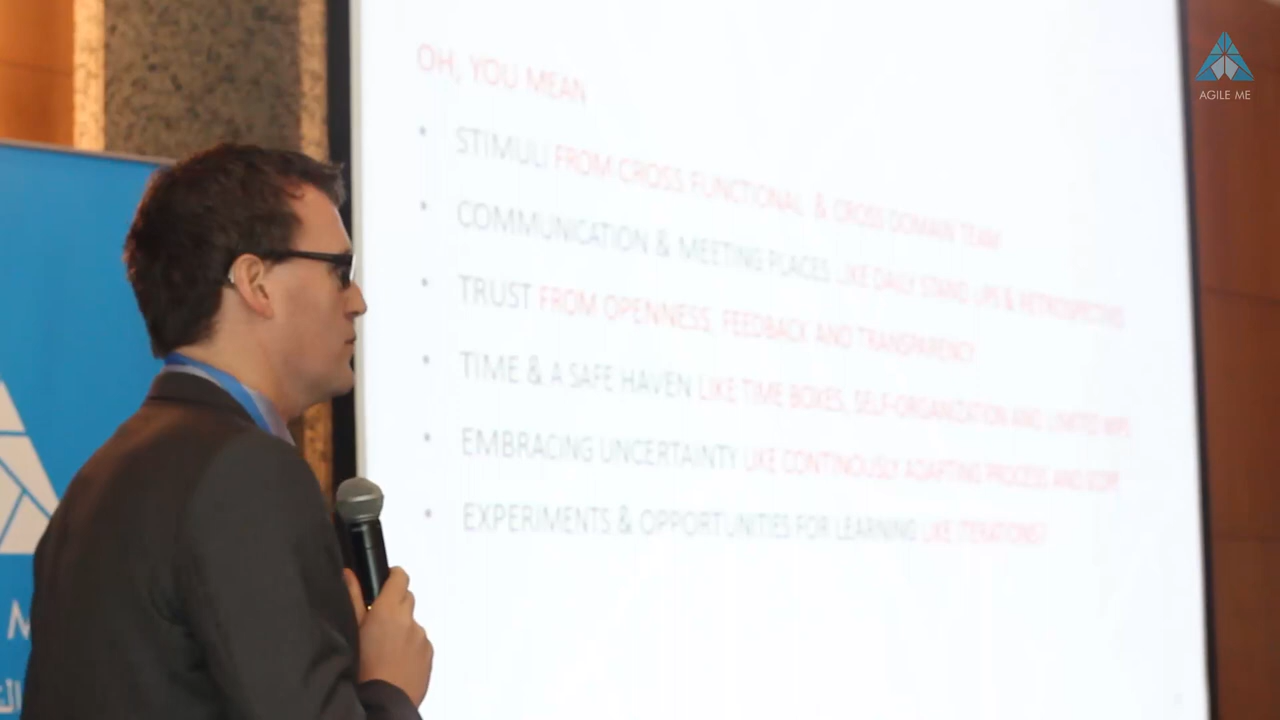 AGILE ME
OH, YOU MEAN
• STIMULI FROM CROSS FUNCTIONAL & CROSS DOMAIN TEAM
• COMMUNICATION & MEETING PLACES LIKE DAILY STAND UPS & RETROSPECTIVES
• TRUST FROM OPENNESS, FEEDBACK AND TRANSPARENCY
• TIME & A SAFE HAVEN LIKE TIME BOXES, SELF-ORGANIZATION AND LIMITED WIPS
• EMBRACING UNCERTAINTY LIKE CONTINOUSLY ADAPTING PROCESS AND
• EXPERIMENTS & OPPORTUNITIES FOR LEARNING LIKE ITERATIONS?
M